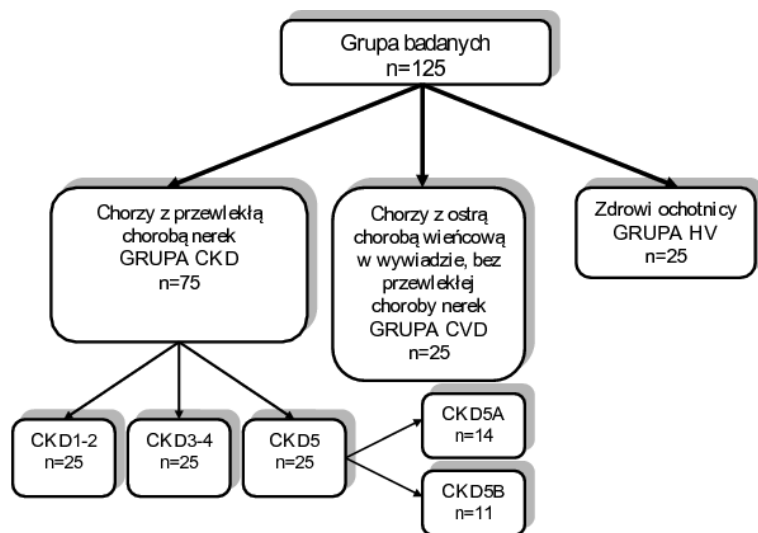 Grupa badanych
n=125
Chorzy z przewlekłą
chorobą nerek
GRUPA CKD
n=75
Chorzy z ostrą
chorobą wieńcową
w wywiadzie, bez
przewlekłej
choroby nerek
GRUPA CVD
n=25
Zdrowi ochotnicy
GRUPA HV
n=25
CKD1-2
n=25
CKD3-4
n=25
CKD5
n=25
CKD5A
n=14
CKD5B
n=11